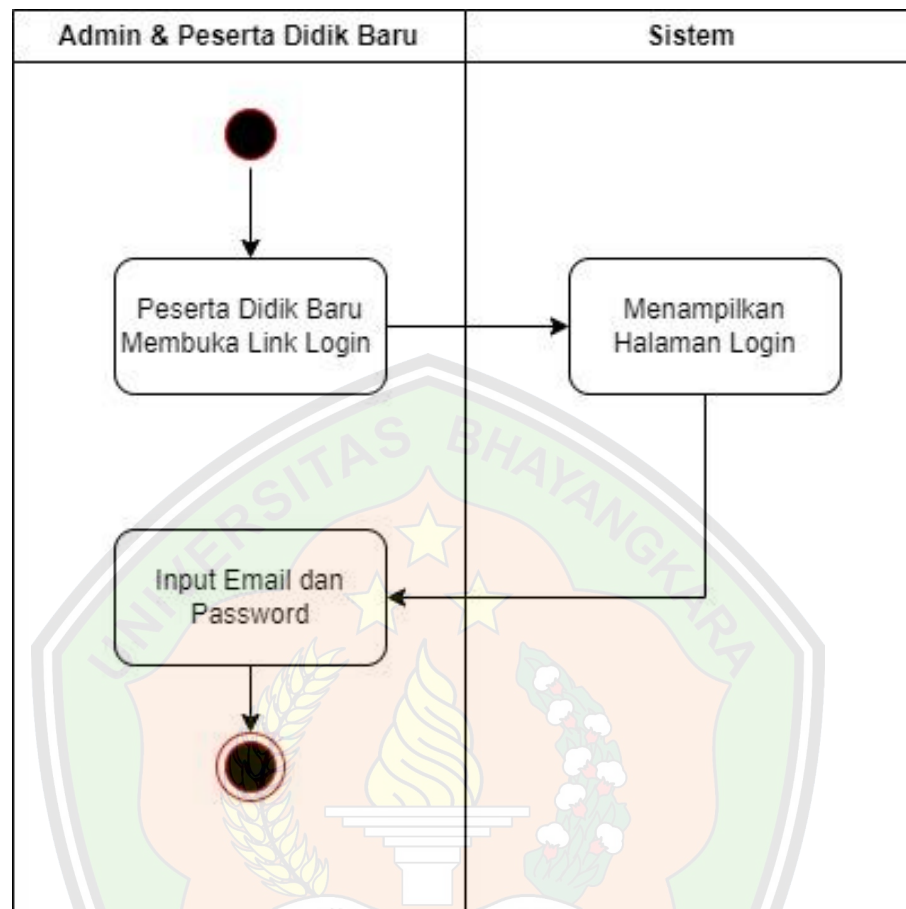 Admin & Peserta Didik Baru
Sistem
Peserta Didik Baru
Membuka Link Login
Menampilkan
Halaman Login
UNIVERSITAS BHAYANGKARA
Input Email dan
Password